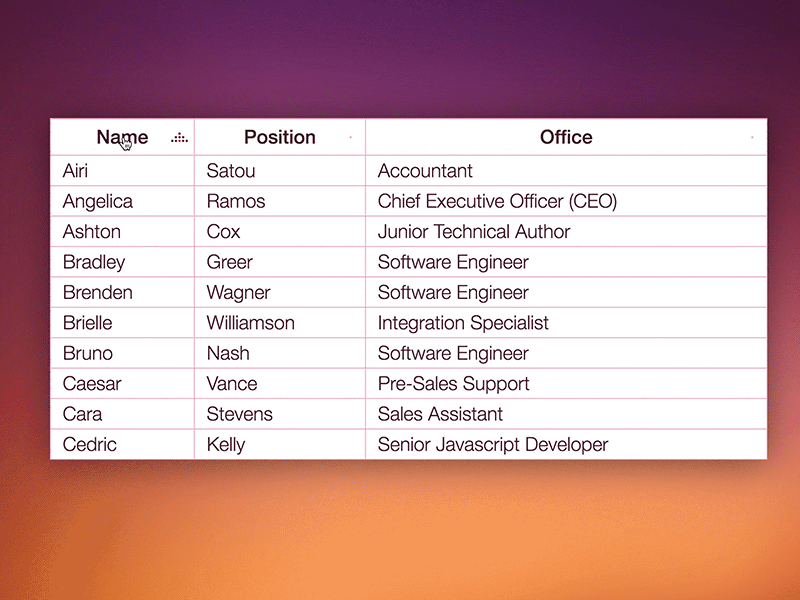 Name Position Office
Airi Satou Accountant
Angelica Ramos Chief Executive Officer (CEO)
Ashton Cox Junior Technical Author
Bradley Greer Software Engineer
Brenden Wagner Software Engineer
Brielle Williamson Integration Specialist
Bruno Nash Software Engineer
Caesar Vance Pre-Sales Support
Cara Stevens Sales Assistant
Cedric Kelly Senior Javascript Developer